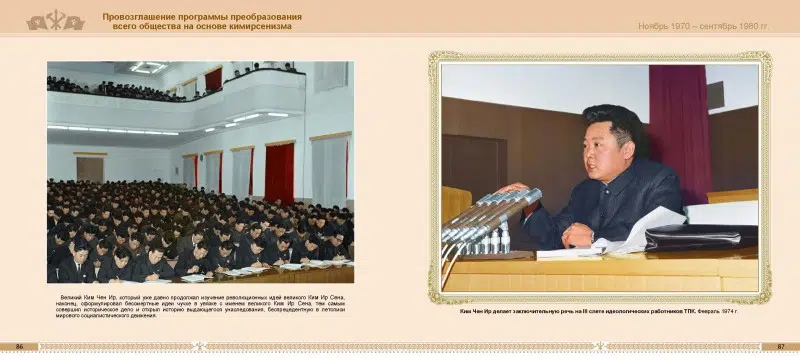 Провозглашение программы преобразования
всего общества на основе кимирсенизма
Ноябрь 1970 – сентябрь 1980 гг.
Великий Ким Чен Ир, который уже давно продолжал изучение революционных идей великого Ким Ир Сена,
наконец, сформулировал бессмертные идеи чучхе в увязке с именем великого Ким Ир Сена, тем самым
совершил историческое дело и открыл историю выдающегося унаследования, беспрецедентную в летописи
мирового социалистического движения.
Ким Чен Ир делает заключительную речь на III слете идеологических работников ТПК. Февраль 1974 г.
86
87